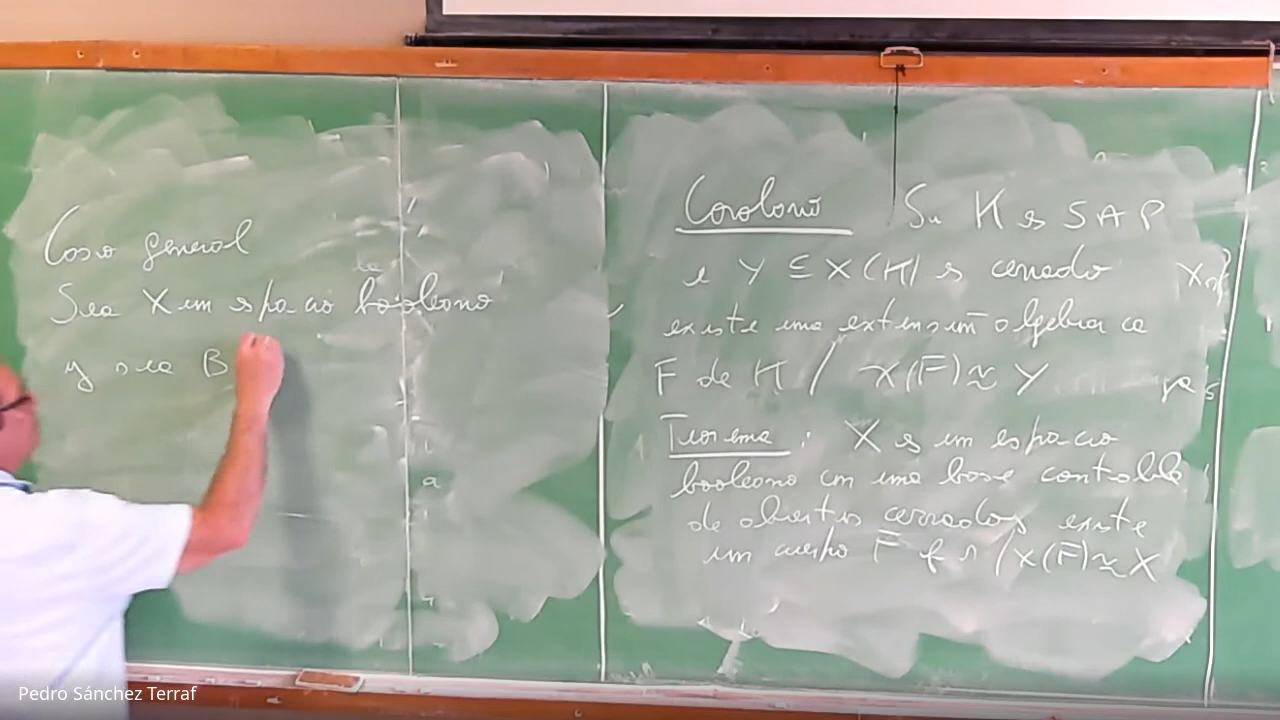 Caso general
Sea X un espacio booleano
y sea B
Corolario Si K es SAP
e Y ⊆ X(K) es cerrado
existe una extensión algebraica
F de K / X(F) ≈ Y
Teorema: X es un espacio
booleano con una base contable
de abiertos cerrados existe
un cuerpo F f r / X(F) ≈ X
Pedro Sánchez Terraf